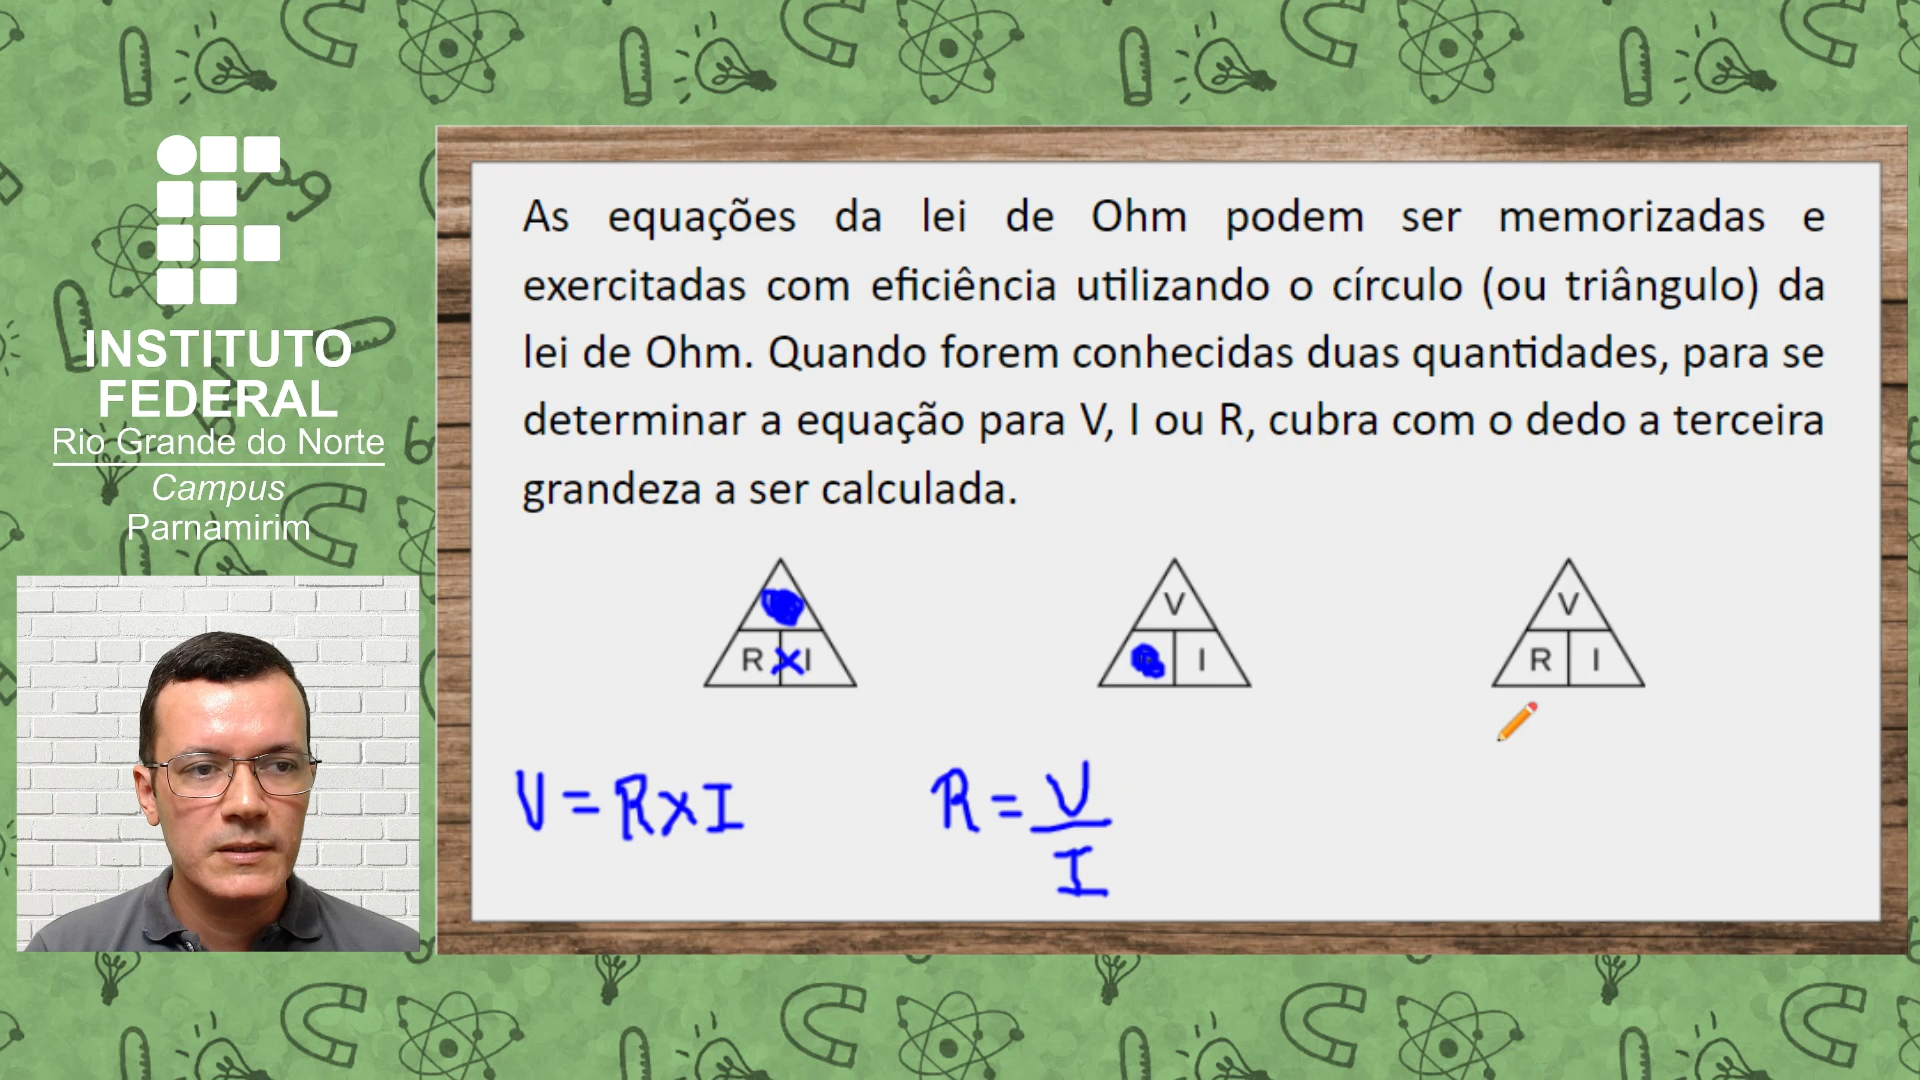 INSTITUTO
FEDERAL
Rio Grande do Norte
Campus
Parnamirim
As equações da lei de Ohm podem ser memorizadas e
exercitadas com eficiência utilizando o círculo (ou triângulo) da
lei de Ohm. Quando forem conhecidas duas quantidades, para se
determinar a equação para V, I ou R, cubra com o dedo a terceira
grandeza a ser calculada.
R X I
V
I
V
R I
V = R X I
R = V
I